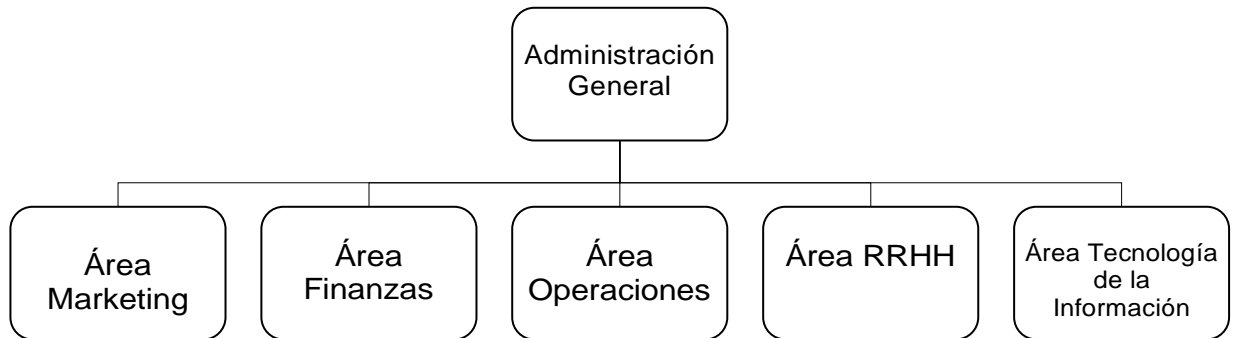 Administración
General
Área
Marketing
Área
Finanzas
Área
Operaciones
Área RRHH
Área Tecnología
de la
Información